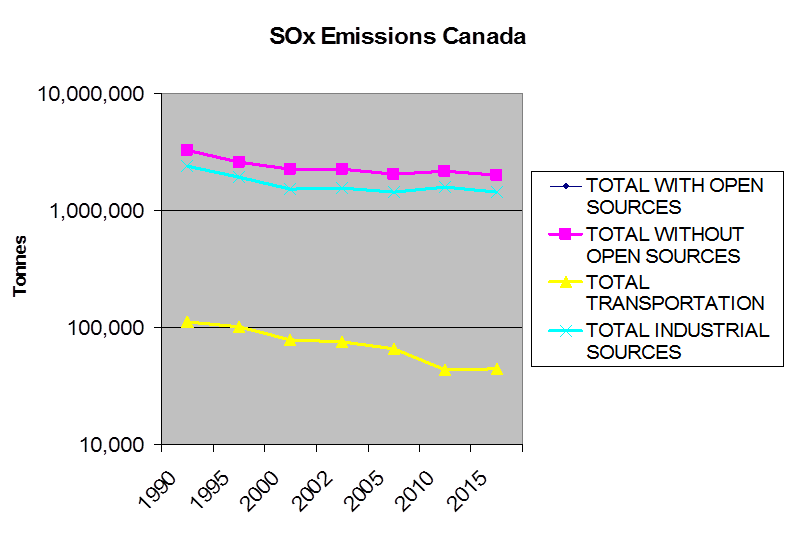 SOx Emissions Canada
10,000,000
1,000,000
100,000
10,000
Tonnes
1990
1995
2000
2002
2005
2010
2015
TOTAL WITH OPEN
SOURCES
TOTAL WITHOUT
OPEN SOURCES
TOTAL
TRANSPORTATION
TOTAL INDUSTRIAL
SOURCES